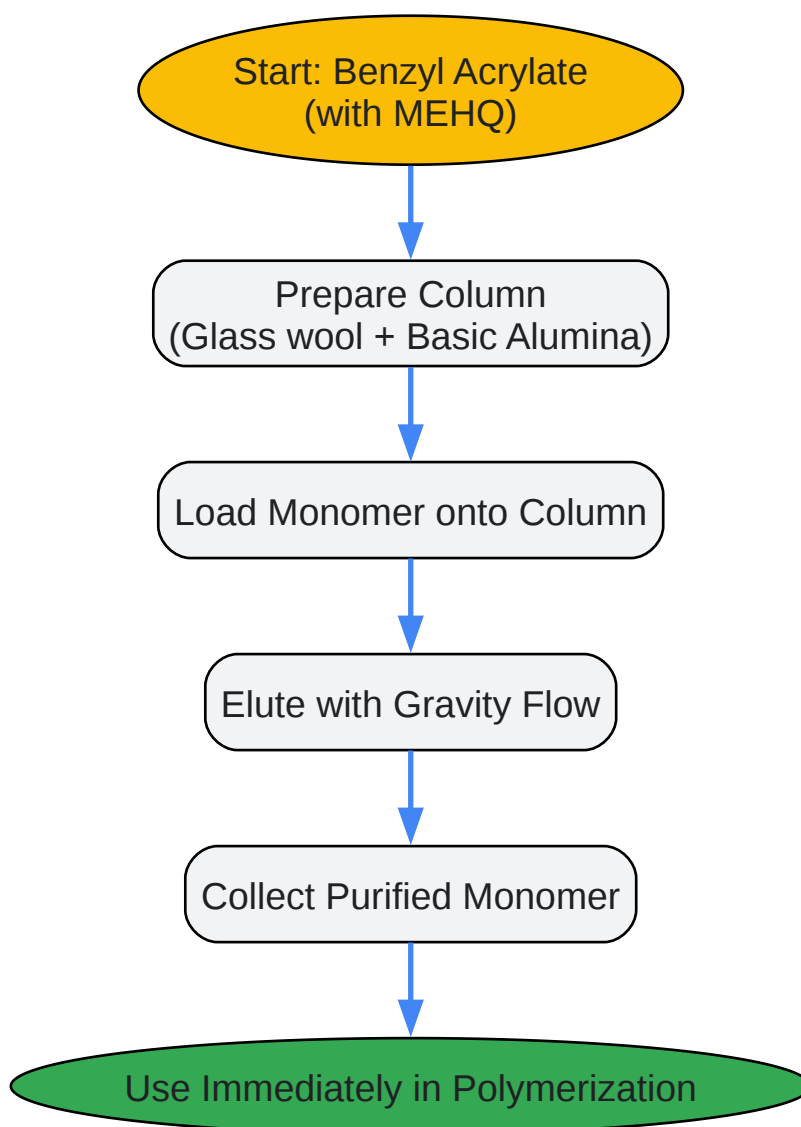 Start: Benzyl Acrylate
(with MEHQ)
Prepare Column
(Glass wool + Basic Alumina)
Load Monomer onto Column
Elute with Gravity Flow
Collect Purified Monomer
Use Immediately in Polymerization